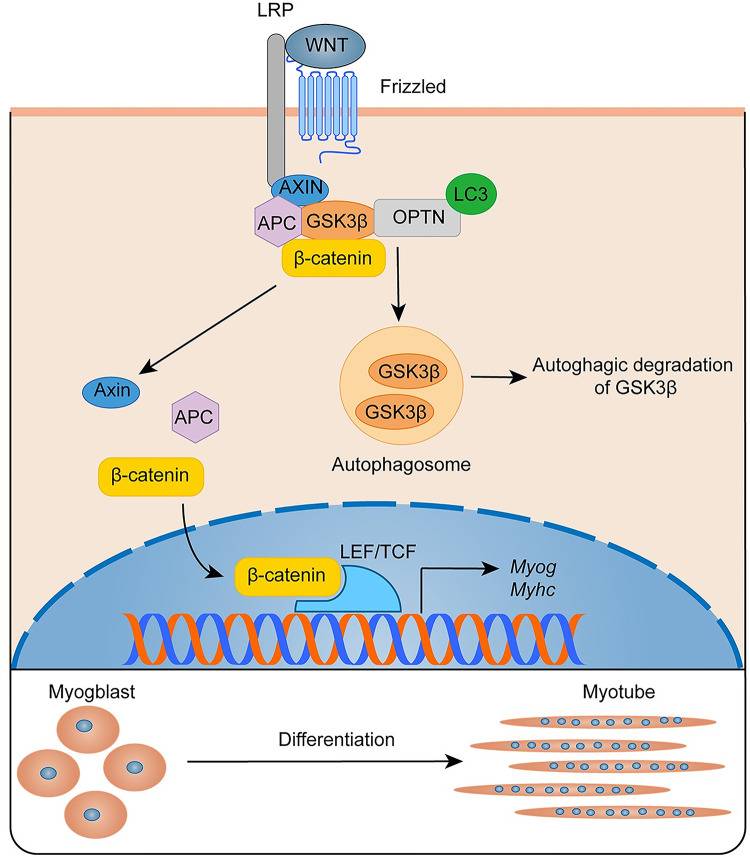 LRP
WNT
Frizzled
AXIN
LC3
APC
GSK3β
OPTN
β-catenin
Axin
APC
GSK3β
GSK3β
Autoghagic degradation
of GSK3β
Autophagosome
β-catenin
LEF/TCF
β-catenin
Myog
Myhc
Myogblast
Myotube
Differentiation